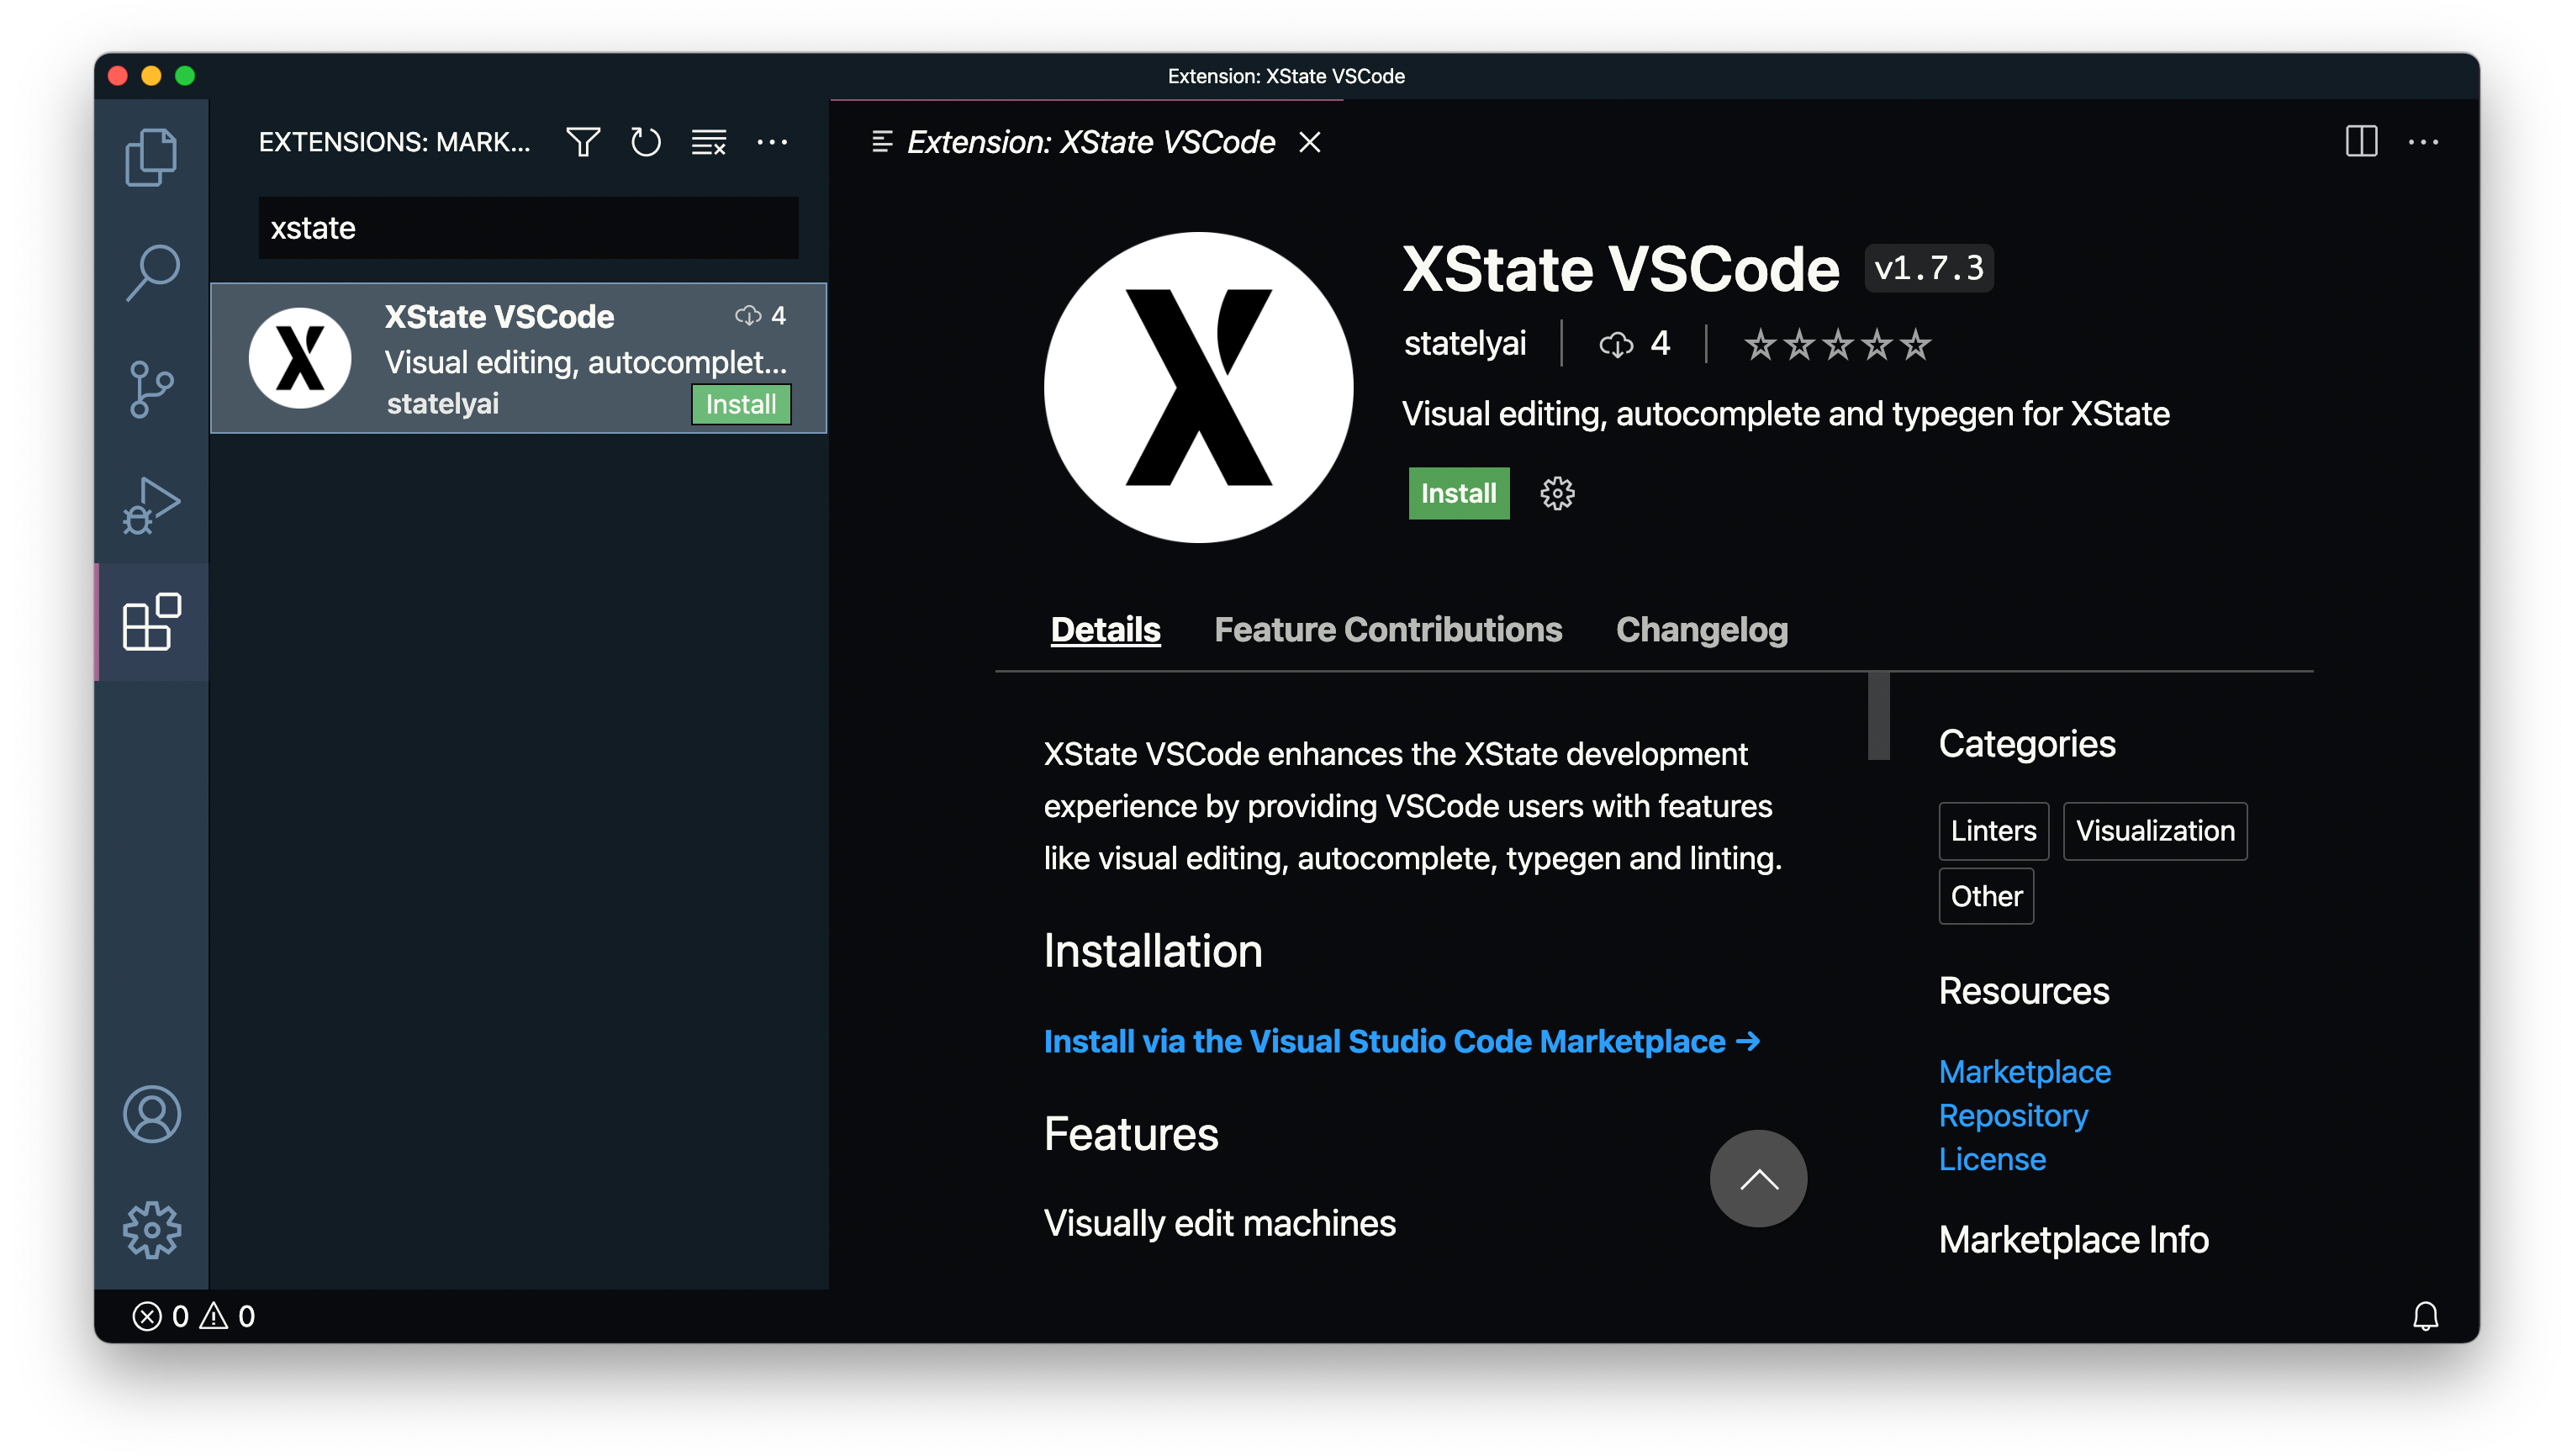 Extension: XState VSCode
EXTENSIONS: MARK...
xstate
XState VSCode 4
Visual editing, autocomplet...
statelyai Install
Extension: XState VSCode
XState VSCode v1.7.3
statelyai 4
Visual editing, autocomplete and typegen for XState
Install
Details Feature Contributions Changelog
XState VSCode enhances the XState development
experience by providing VSCode users with features
like visual editing, autocomplete, typegen and linting.
Installation
Install via the Visual Studio Code Marketplace →
Features
Visually edit machines
Categories
Linters Visualization
Other
Resources
Marketplace
Repository
License
Marketplace Info
0 0